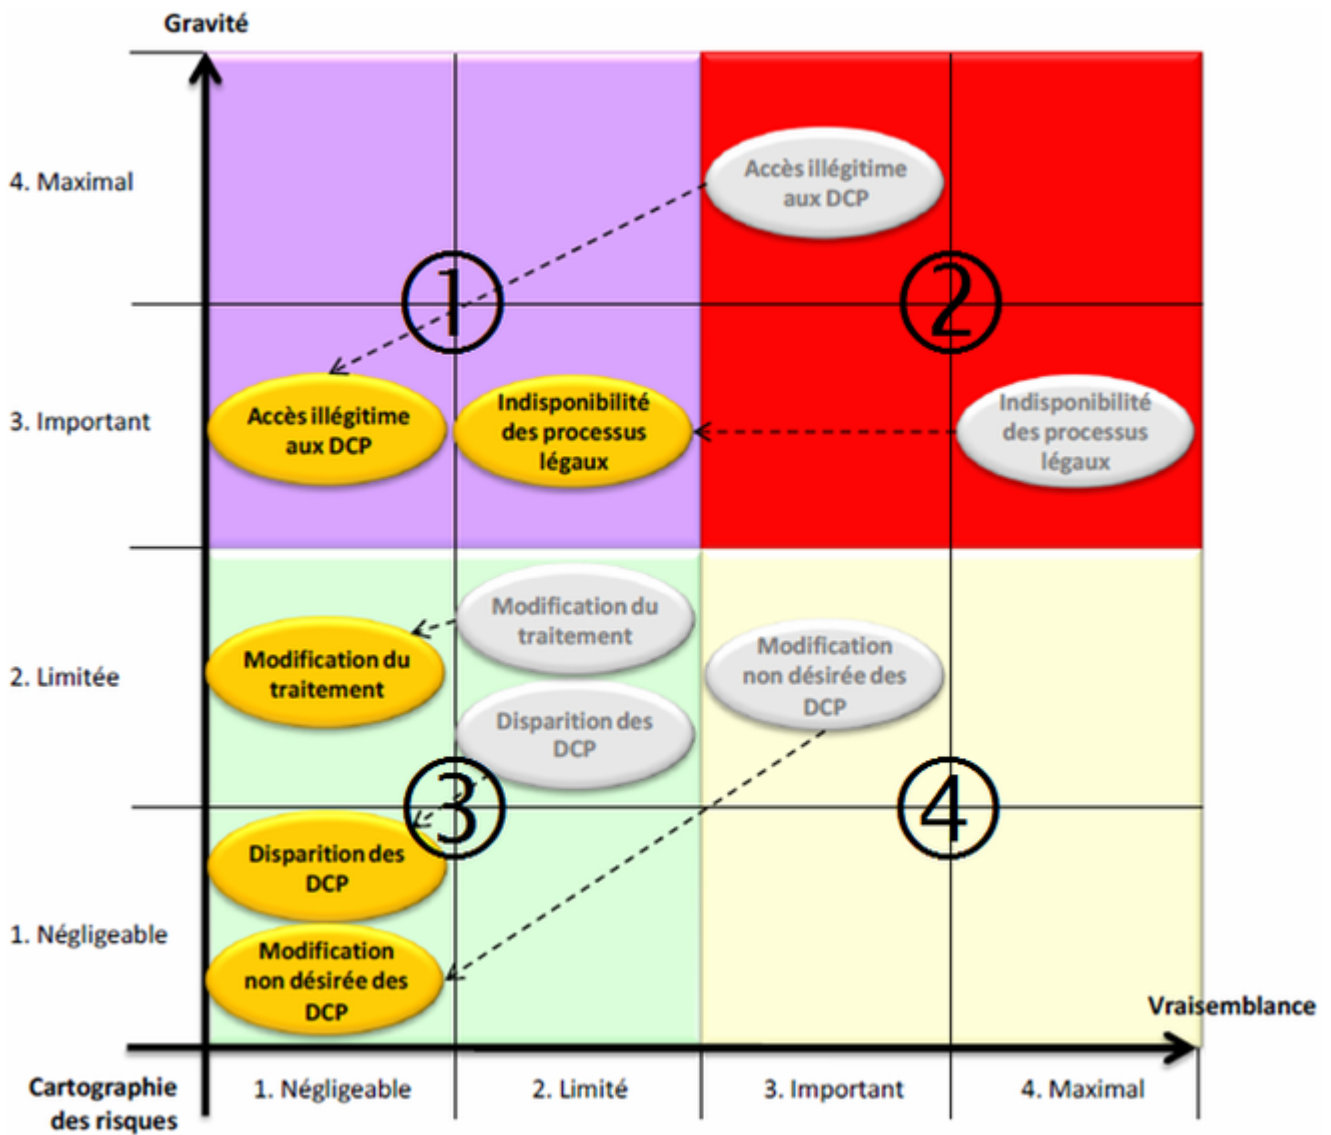 Gravité
4. Maximal
Accès illégitime
aux DCP
①
②
3. Important
Accès illégitime
aux DCP
Indisponibilité
des processus
légaux
Indisponibilité
des processus
légaux
2. Limitée
Modification du
traitement
Modification du
traitement
Disparition des
DCP
Modification
non désirée des
DCP
③
④
1. Négligeable
Disparition des
DCP
Modification
non désirée des
DCP
Vraisemblance
Cartographie
des risques
1. Négligeable
2. Limité
3. Important
4. Maximal